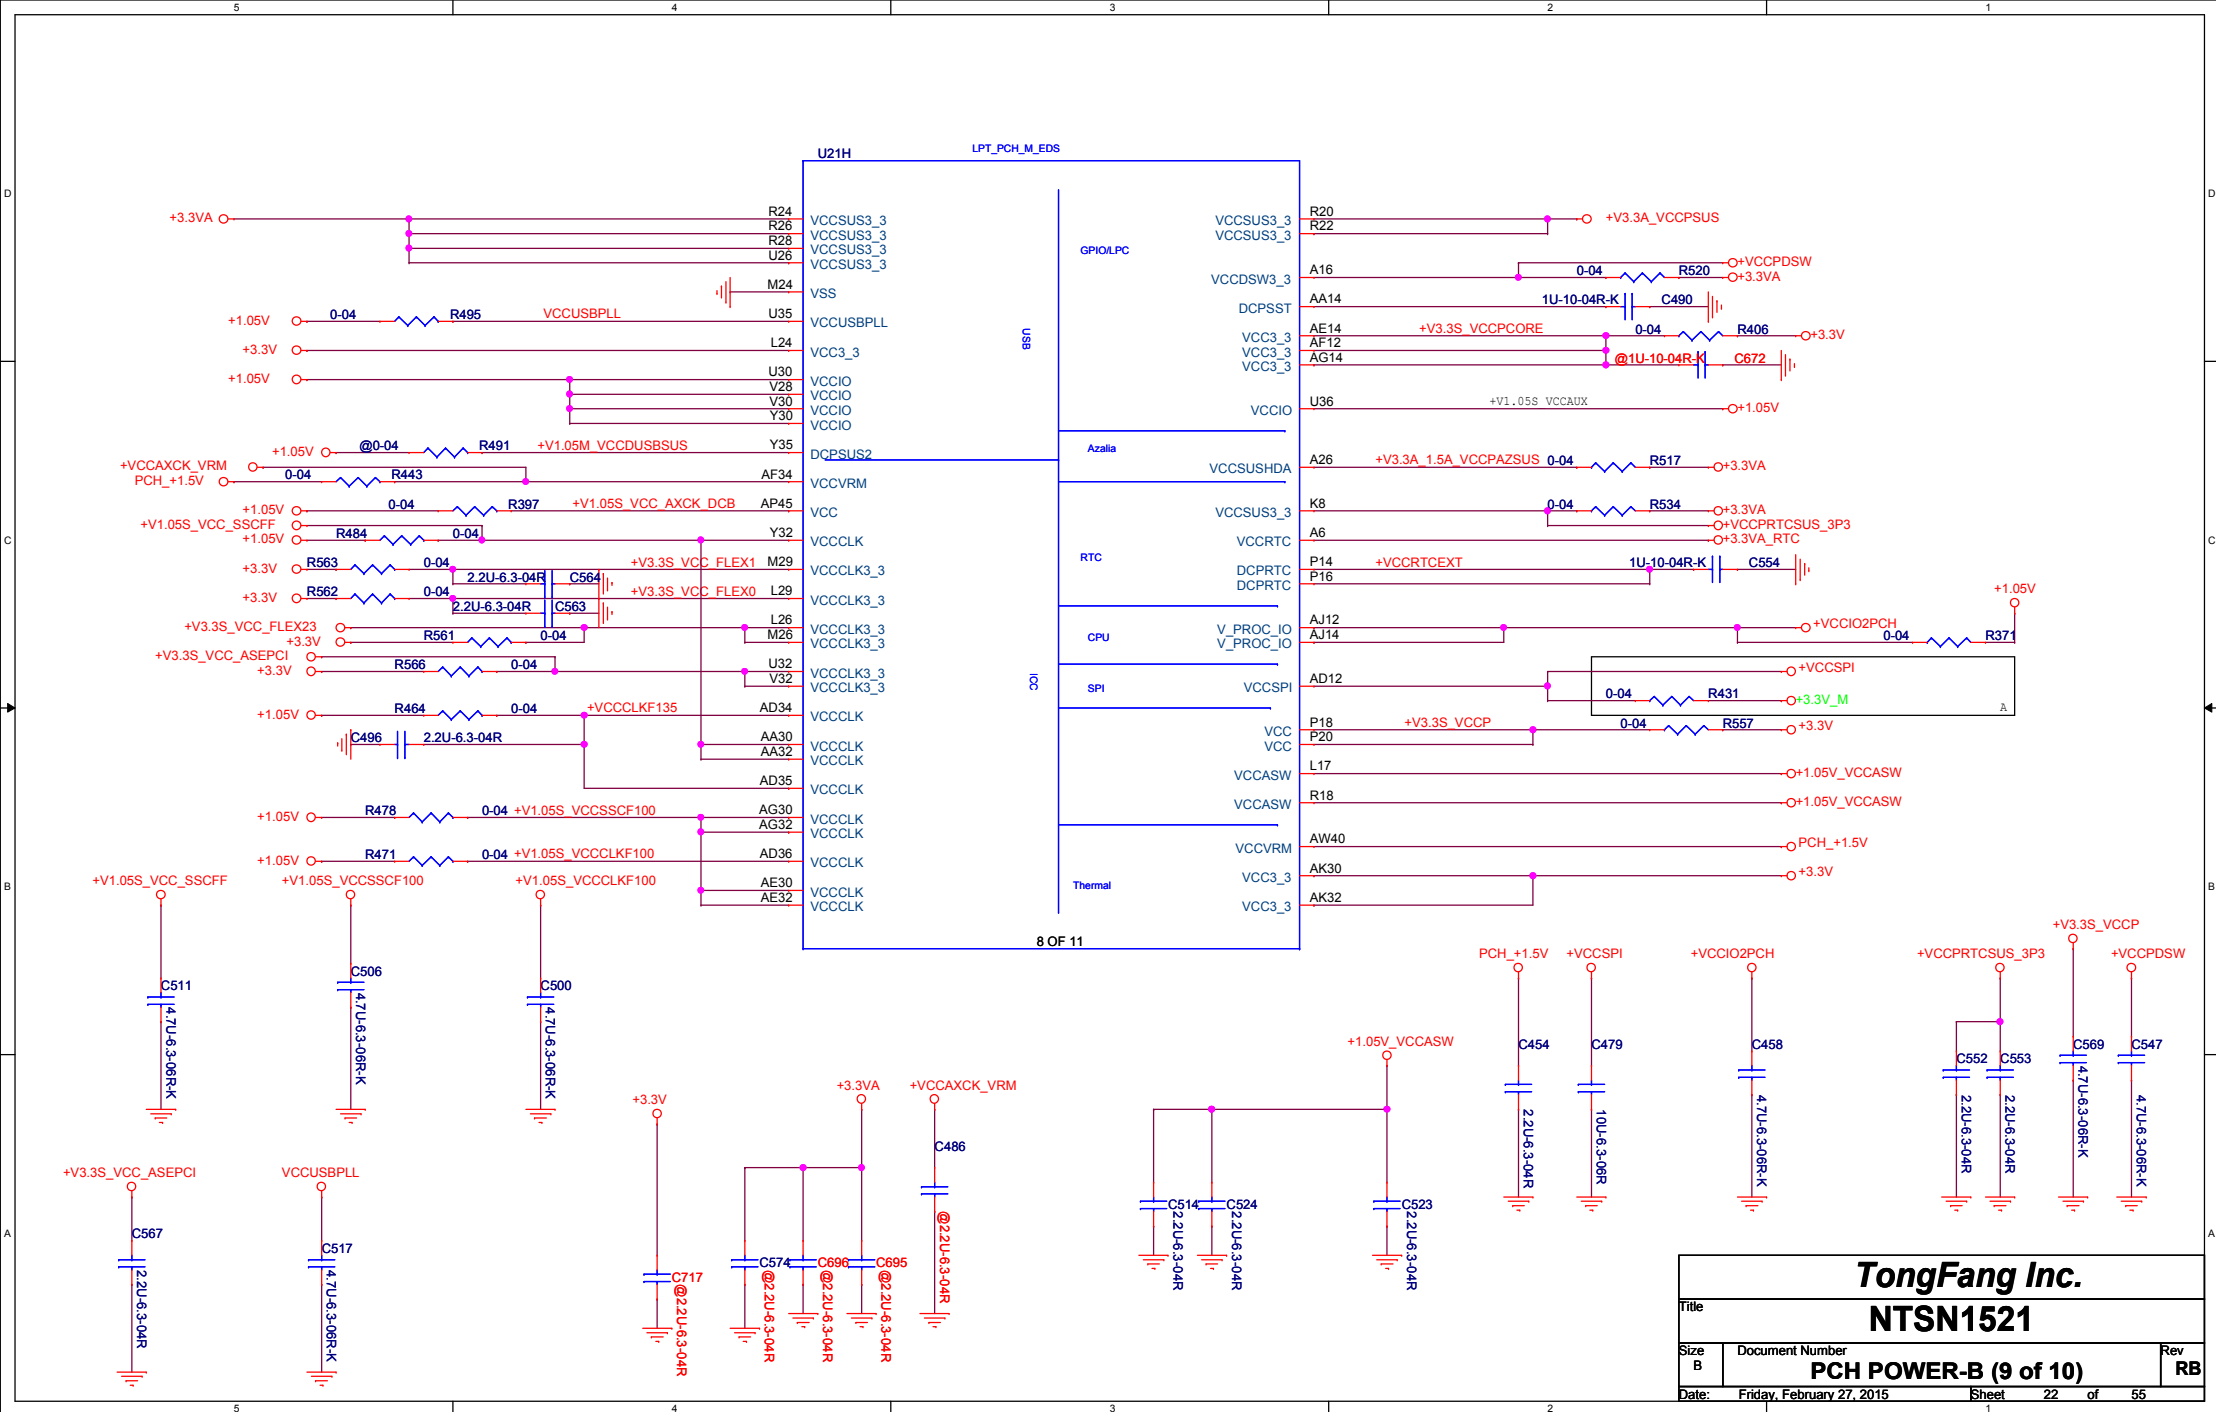 5 4 3 2 1
D D
C C
B B
A A
U21H
LPT_PCH_M_EDS
+3.3VA
R24 VCCSUS3_3
R26 VCCSUS3_3
R28 VCCSUS3_3
U26 VCCSUS3_3
M24 VSS
+1.05V 0-04 R495 VCCUSBPLL U35 VCCUSBPLL
+3.3V L24 VCC3_3
+1.05V U30 VCCIO
V28 VCCIO
V30 VCCIO
Y30 VCCIO
+1.05V @0-04 R491 +V1.05M_VCCDUSBSUS Y35 DCPSUS2
+VCCAXCK_VRM
PCH_+1.5V 0-04 R443 AF34 VCCVRM
+1.05V 0-04 R397 +V1.05S_VCC_AXCK_DCB AP45 VCC
+V1.05S_VCC_SSCFF
+1.05V R484 0-04 Y32 VCCCLK
+3.3V R563 0-04 +V3.3S_VCC_FLEX1 M29 VCCCLK3_3
2.2U-6.3-04R C564
+3.3V R562 0-04 +V3.3S_VCC_FLEX0 L29 VCCCLK3_3
2.2U-6.3-04R C563
+V3.3S_VCC_FLEX23 L26 VCCCLK3_3
+3.3V R561 0-04 M26 VCCCLK3_3
+V3.3S_VCC_ASEPCI
+3.3V R566 0-04 U32 VCCCLK3_3
V32 VCCCLK3_3
+1.05V R464 0-04 +VCCCLKF135 AD34 VCCCLK
C496 2.2U-6.3-04R AA30 VCCCLK
AA32 VCCCLK
AD35 VCCCLK
+1.05V R478 0-04 +V1.05S_VCCSSCF100 AG30 VCCCLK
AG32 VCCCLK
+1.05V R471 0-04 +V1.05S_VCCCLKF100 AD36 VCCCLK
AE30 VCCCLK
AE32 VCCCLK
USB
ICC
GPIO/LPC
Azalia
RTC
CPU
SPI
Thermal
8 OF 11
VCCSUS3_3 R20 +V3.3A_VCCPSUS
VCCSUS3_3 R22
+VCCPDSW
VCCDSW3_3 A16 0-04 R520 +3.3VA
DCPSST AA14 1U-10-04R-K C490
VCC3_3 AE14 +V3.3S_VCCPCORE 0-04 R406 +3.3V
VCC3_3 AF12
VCC3_3 AG14 @1U-10-04R-K C672
VCCIO U36 +V1.05S VCCAUX +1.05V
VCCSUSHDA A26 +V3.3A_1.5A_VCCPAZSUS 0-04 R517 +3.3VA
VCCSUS3_3 K8 0-04 R534 +3.3VA
+VCCPRTCSUS_3P3
VCCRTC A6 +3.3VA_RTC
DCPRTC P14 +VCCRTCEXT 1U-10-04R-K C554
DCPRTC P16
+1.05V
V_PROC_IO AJ12 +VCCIO2PCH
V_PROC_IO AJ14 0-04 R371
+VCCSPI
VCCSPI AD12
0-04 R431 +3.3V_M
A
VCC P18 +V3.3S_VCCP 0-04 R557 +3.3V
VCC P20
VCCASW L17 +1.05V_VCCASW
VCCASW R18 +1.05V_VCCASW
VCCVRM AW40 PCH_+1.5V
VCC3_3 AK30 +3.3V
VCC3_3 AK32
+V1.05S_VCC_SSCFF C511 4.7U-6.3-06R-K
+V1.05S_VCCSSCF100 C506 4.7U-6.3-06R-K
+V1.05S_VCCCLKF100 C500 4.7U-6.3-06R-K
+V3.3S_VCC_ASEPCI C567 2.2U-6.3-04R
VCCUSBPLL C517 4.7U-6.3-06R-K
+3.3V C717 @2.2U-6.3-04R
+3.3VA C574 @2.2U-6.3-04R
C696 @2.2U-6.3-04R
C695 @2.2U-6.3-04R
+VCCAXCK_VRM C486 @2.2U-6.3-04R
+1.05V_VCCASW
C514 2.2U-6.3-04R
C524 2.2U-6.3-04R
C523 2.2U-6.3-04R
PCH_+1.5V C454 2.2U-6.3-04R
+VCCSPI C479 10U-6.3-06R
+VCCIO2PCH C458 4.7U-6.3-06R-K
+VCCPRTCSUS_3P3 C552 2.2U-6.3-04R
C553 2.2U-6.3-04R
+V3.3S_VCCP C569 4.7U-6.3-06R-K
+VCCPDSW C547 4.7U-6.3-06R-K
TongFang Inc.
Title
NTSN1521
Size Document Number Rev
B PCH POWER-B (9 of 10) RB
Date: Friday, February 27, 2015 Sheet 22 of 55
5 4 3 2 1